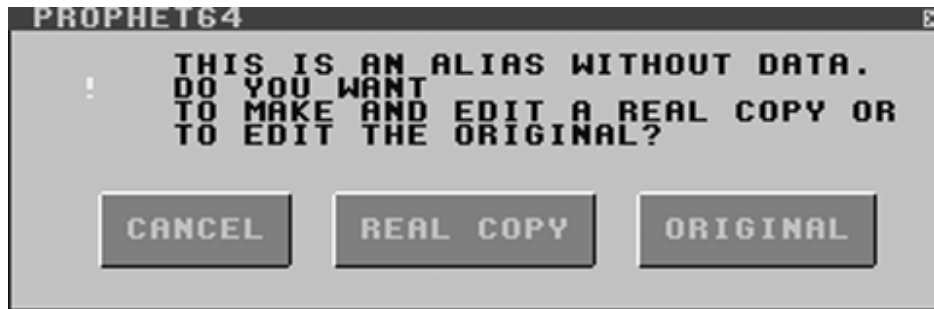 PROPHET64
THIS IS AN ALIAS WITHOUT DATA.
! DO YOU WANT
TO MAKE AND EDIT A REAL COPY OR
TO EDIT THE ORIGINAL?
CANCEL REAL COPY ORIGINAL